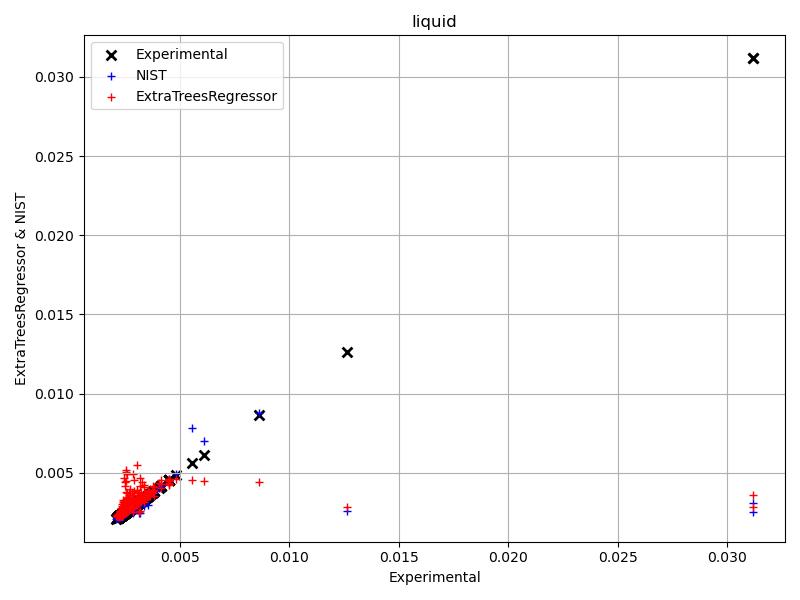 liquid
Experimental
NIST
ExtraTreesRegressor
0.030
0.025
0.020
0.015
0.010
0.005
ExtraTreesRegressor & NIST
0.005 0.010 0.015 0.020 0.025 0.030
Experimental